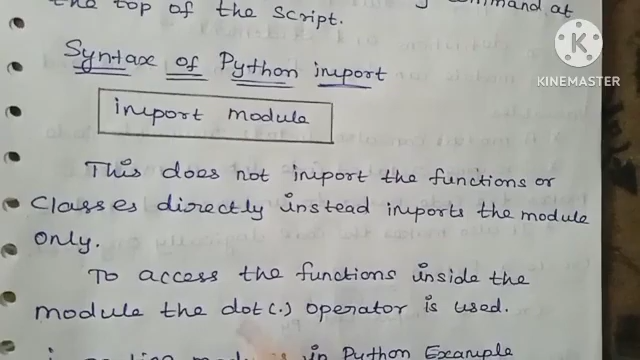 the top of the script.
command at
Syntax of Python import
import module
This does not import the functions or
Classes directly instead imports the module
only.
To access the functions inside the
module the dot(.) operator is used.
in Python Example
K
KINEMASTER